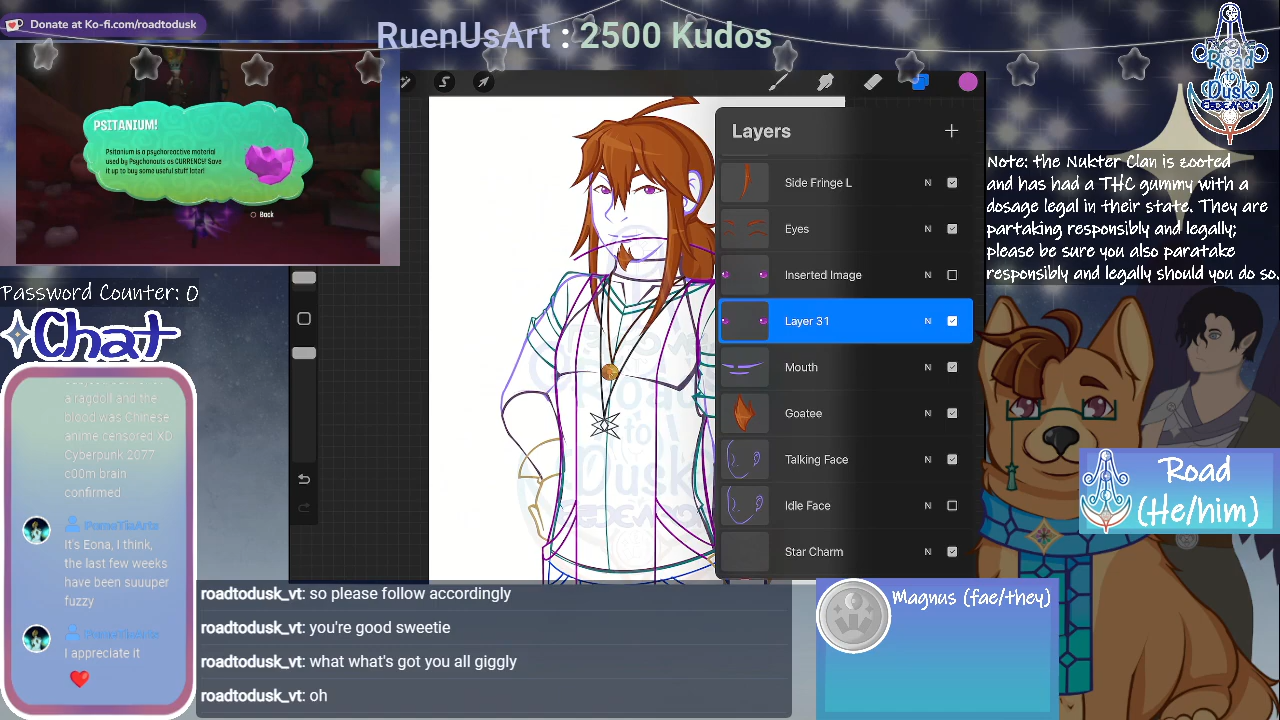 Donate at Ko-fi.com/roadtodusk
RuenUsArt : 2500 Kudos
Road
to
Dusk
EDEAGON
PSITANIUM!
Psitanium is a psychoreactive material
used by Psychonauts as CURRENCY! Save
it up to buy some useful stuff later!
Back
Layers
Side Fringe L
N
Eyes
N
Inserted Image
N
Layer 31
N
Mouth
N
Goatee
N
Talking Face
N
Idle Face
N
Star Charm
N
Note: the Nukter Clan is zooted
and has had a THC gummy with a
dosage legal in their state. They are
partaking responsibly and legally;
please be sure you also paratake
responsibly and legally should you do so.
Password Counter: 0
Chat
a ragdoll and the
blood was Chinese
anime censored XD
Cyberpunk 2077
c00m brain
confirmed
It's Eona, I think,
the last few weeks
have been suuuper
fuzzy
I appreciate it
Road
to
Dusk
Road
(He/him)
Magnus (fae/they)
roadtodusk_vt: so please follow accordingly
roadtodusk_vt: you're good sweetie
roadtodusk_vt: what what's got you all giggly
roadtodusk_vt: oh